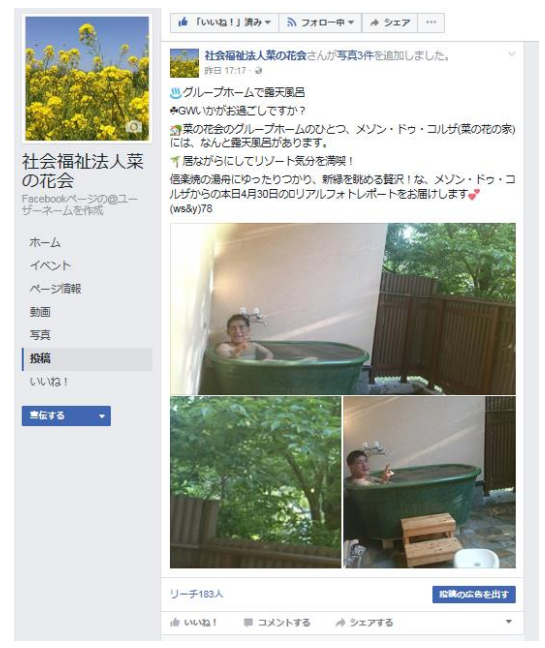 「いいね！」済み
フォロー中
シェア
社会福祉法人菜の花会さんが写真3件を追加しました。
昨日 17:17
グループホームで露天風呂
GWいかがお過ごしですか？
菜の花会のグループホームのひとつ、メゾン・ドゥ・コルザ(菜の花の家)
には、なんと露天風呂があります。
居ながらにしてリゾート気分を満喫！
信楽焼の湯舟にゆったりつかり、新緑を眺める贅沢！な、メゾン・ドゥ・コ
ルザからの本日4月30日のリアルフォトレポートをお届けします
(ws&y)78
社会福祉法人菜
の花会
Facebookページの@ユー
ザーネームを作成
ホーム
イベント
ページ情報
動画
写真
投稿
いいね！
宣伝する
リーチ183人
投稿の広告を出す
いいね！
コメントする
シェアする